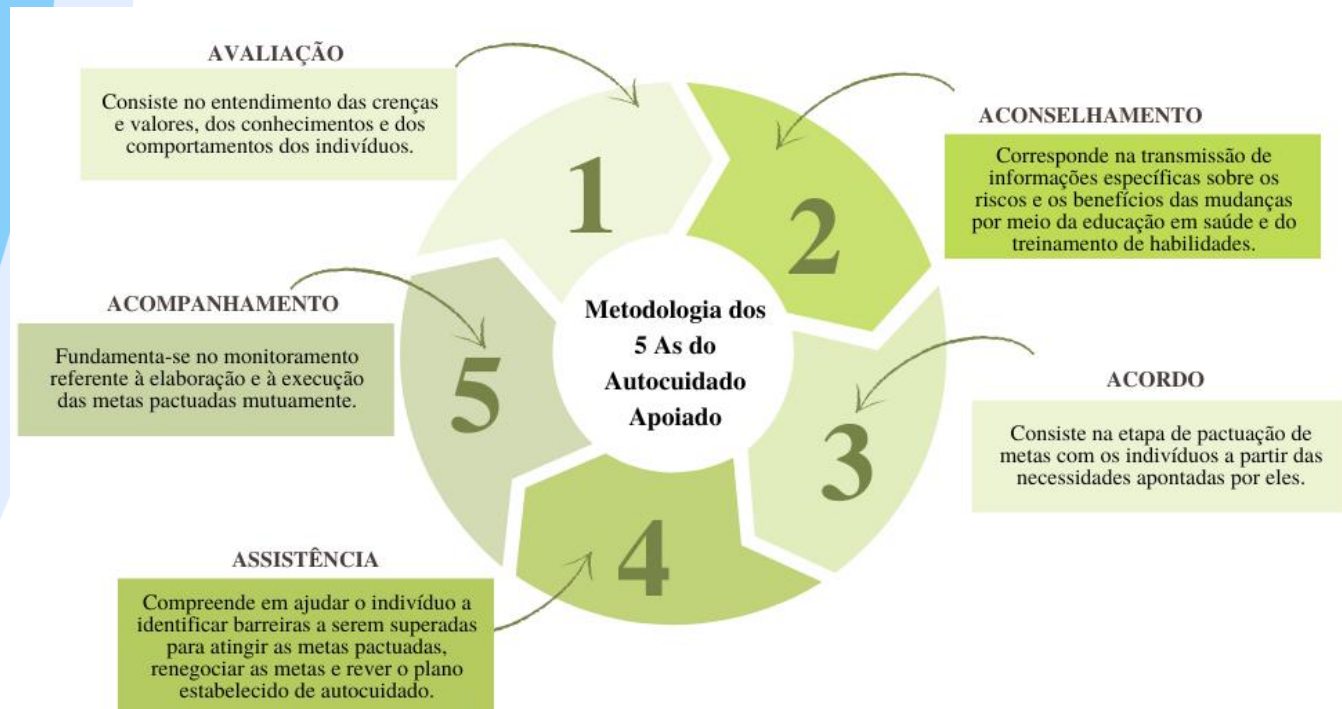 AVALIAÇÃO
Consiste no entendimento das crenças
e valores, dos conhecimentos e dos
comportamentos dos indivíduos.
1
2
ACONSELHAMENTO
Corresponde na transmissão de
informações específicas sobre os
riscos e os benefícios das mudanças
por meio da educação em saúde e do
treinamento de habilidades.
Metodologia dos
5 As do
Autocuidado
Apoiado
3
ACORDO
Consiste na etapa de pactuação de
metas com os indivíduos a partir das
necessidades apontadas por eles.
4
ASSISTÊNCIA
Compreende em ajudar o indivíduo a
identificar barreiras a serem superadas
para atingir as metas pactuadas,
renegociar as metas e rever o plano
estabelecido de autocuidado.
5
ACOMPANHAMENTO
Fundamenta-se no monitoramento
referente à elaboração e à execução
das metas pactuadas mutuamente.